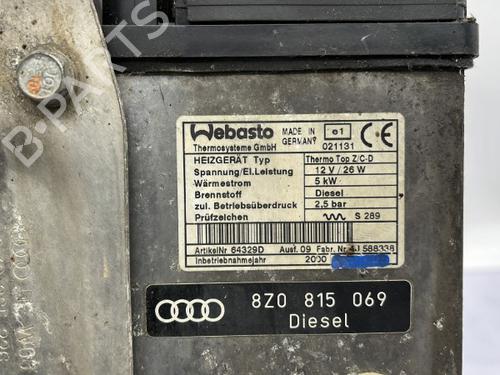 B-PARTS
Webasto
Thermosysteme GmbH
MADE IN
GERMANY
e1
021131
CE
HEIZGERÄT Typ Thermo Top Z/C-D
Spannung/El.Leistung 12 V / 26 W
Wärmestrom 5 kW
Brennstoff Diesel
zul. Betriebsüberdruck 2,5 bar
Prüfzeichen S 289
ArtikelNr 64329D Ausf. 09 Fabr. Nr. 4J 588338
Inbetriebnahmejahr 2000
8Z0 815 069
Diesel